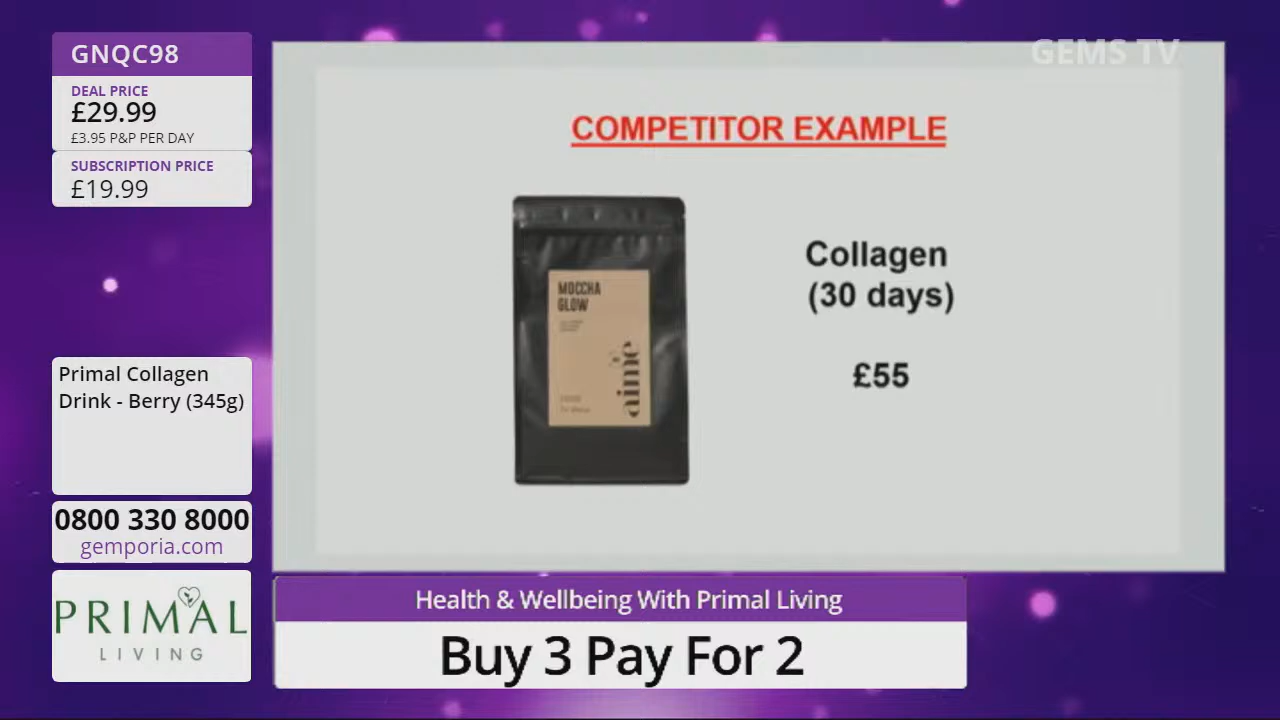 GNQC98
DEAL PRICE
£29.99
£3.95 P&P PER DAY
SUBSCRIPTION PRICE
£19.99
Primal Collagen
Drink - Berry (345g)
0800 330 8000
gemporia.com
PRIMAL
LIVING
GEMS TV
COMPETITOR EXAMPLE
MOCCHA
GLOW
aime
Collagen
(30 days)
£55
Health & Wellbeing With Primal Living
Buy 3 Pay For 2